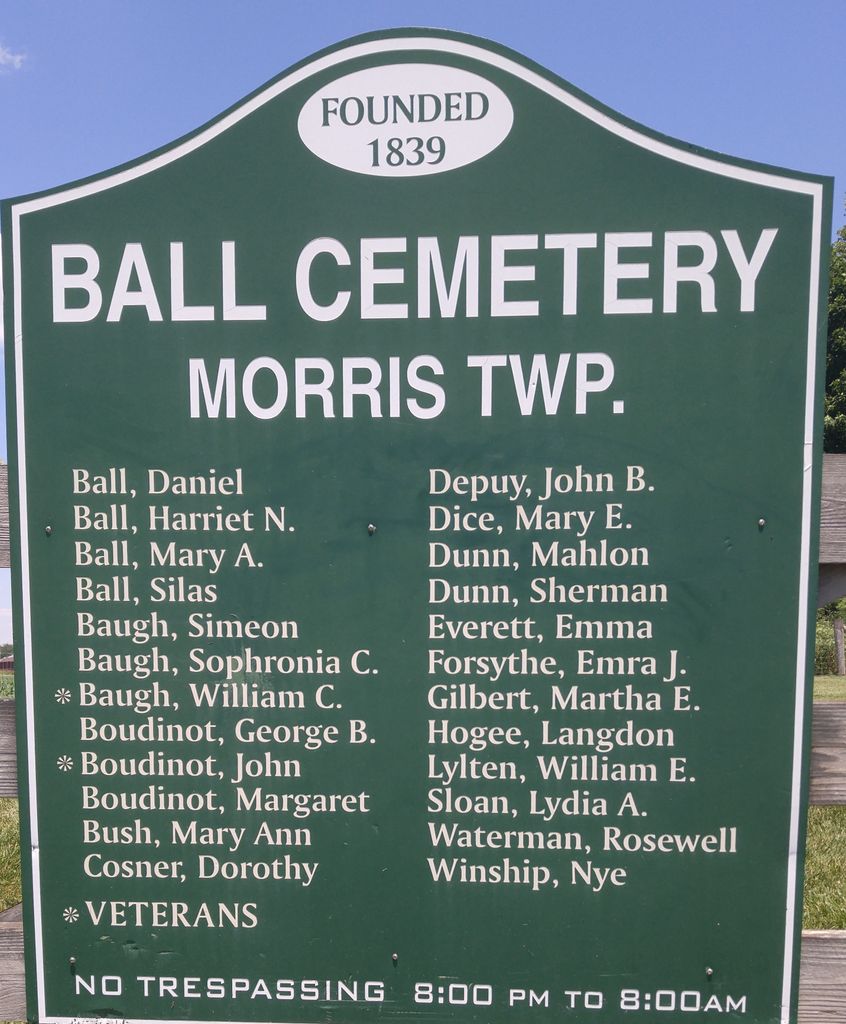 FOUNDED
1839
BALL CEMETERY
MORRIS TWP.
Ball, Daniel
Ball, Harriet N.
Ball, Mary A.
Ball, Silas
Baugh, Simeon
Baugh, Sophronia C.
* Baugh, William C.
Boudinot, George B.
* Boudinot, John
Boudinot, Margaret
Bush, Mary Ann
Cosner, Dorothy
Depuy, John B.
Dice, Mary E.
Dunn, Mahlon
Dunn, Sherman
Everett, Emma
Forsythe, Emra J.
Gilbert, Martha E.
Hogee, Langdon
Lylten, William E.
Sloan, Lydia A.
Waterman, Rosewell
Winship, Nye
* VETERANS
NO TRESPASSING 8:00 PM TO 8:00AM